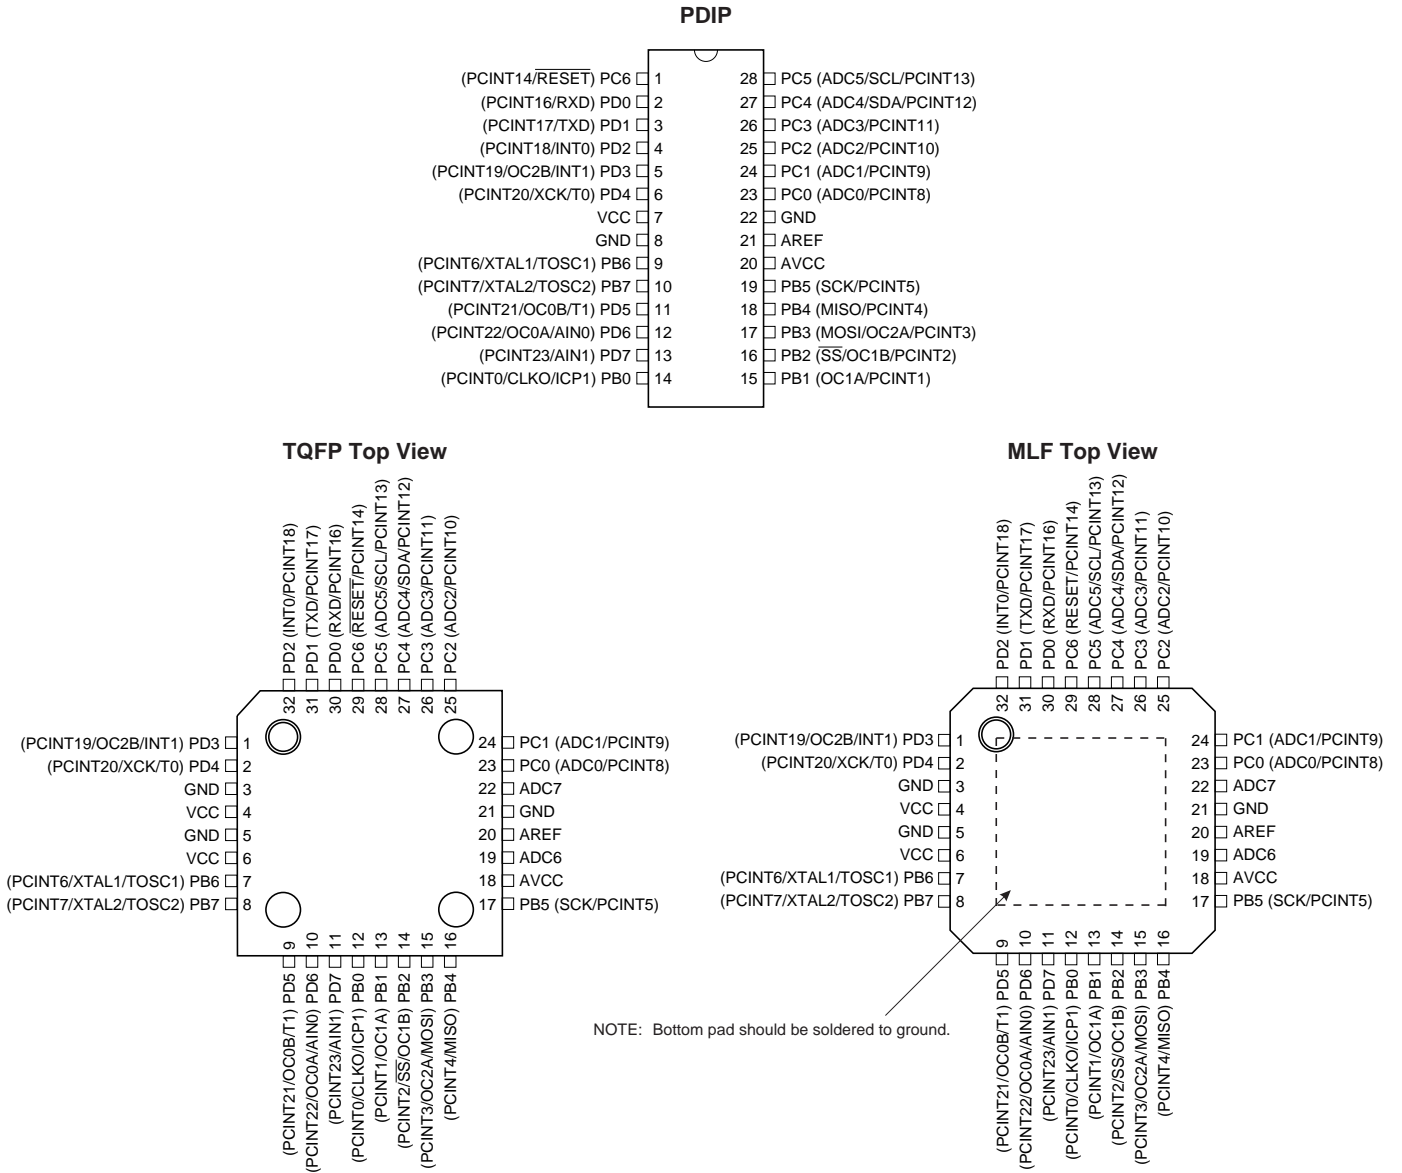 PDIP
(PCINT14/RESET) PC6 1 28 PC5 (ADC5/SCL/PCINT13)
(PCINT16/RXD) PD0 2 27 PC4 (ADC4/SDA/PCINT12)
(PCINT17/TXD) PD1 3 26 PC3 (ADC3/PCINT11)
(PCINT18/INT0) PD2 4 25 PC2 (ADC2/PCINT10)
(PCINT19/OC2B/INT1) PD3 5 24 PC1 (ADC1/PCINT9)
(PCINT20/XCK/T0) PD4 6 23 PC0 (ADC0/PCINT8)
VCC 7 22 GND
GND 8 21 AREF
(PCINT6/XTAL1/TOSC1) PB6 9 20 AVCC
(PCINT7/XTAL2/TOSC2) PB7 10 19 PB5 (SCK/PCINT5)
(PCINT21/OC0B/T1) PD5 11 18 PB4 (MISO/PCINT4)
(PCINT22/OC0A/AIN0) PD6 12 17 PB3 (MOSI/OC2A/PCINT3)
(PCINT23/AIN1) PD7 13 16 PB2 (SS/OC1B/PCINT2)
(PCINT0/CLKO/ICP1) PB0 14 15 PB1 (OC1A/PCINT1)
TQFP Top View
32 PD2 (INT0/PCINT18)
31 PD1 (TXD/PCINT17)
30 PD0 (RXD/PCINT16)
29 PC6 (RESET/PCINT14)
28 PC5 (ADC5/SCL/PCINT13)
27 PC4 (ADC4/SDA/PCINT12)
26 PC3 (ADC3/PCINT11)
25 PC2 (ADC2/PCINT10)
(PCINT19/OC2B/INT1) PD3 1 24 PC1 (ADC1/PCINT9)
(PCINT20/XCK/T0) PD4 2 23 PC0 (ADC0/PCINT8)
GND 3 22 ADC7
VCC 4 21 GND
GND 5 20 AREF
VCC 6 19 ADC6
(PCINT6/XTAL1/TOSC1) PB6 7 18 AVCC
(PCINT7/XTAL2/TOSC2) PB7 8 17 PB5 (SCK/PCINT5)
(PCINT21/OC0B/T1) PD5 9
(PCINT22/OC0A/AIN0) PD6 10
(PCINT23/AIN1) PD7 11
(PCINT0/CLKO/ICP1) PB0 12
(PCINT1/OC1A) PB1 13
(PCINT2/SS/OC1B) PB2 14
(PCINT3/OC2A/MOSI) PB3 15
(PCINT4/MISO) PB4 16
MLF Top View
32 PD2 (INT0/PCINT18)
31 PD1 (TXD/PCINT17)
30 PD0 (RXD/PCINT16)
29 PC6 (RESET/PCINT14)
28 PC5 (ADC5/SCL/PCINT13)
27 PC4 (ADC4/SDA/PCINT12)
26 PC3 (ADC3/PCINT11)
25 PC2 (ADC2/PCINT10)
(PCINT19/OC2B/INT1) PD3 1 24 PC1 (ADC1/PCINT9)
(PCINT20/XCK/T0) PD4 2 23 PC0 (ADC0/PCINT8)
GND 3 22 ADC7
VCC 4 21 GND
GND 5 20 AREF
VCC 6 19 ADC6
(PCINT6/XTAL1/TOSC1) PB6 7 18 AVCC
(PCINT7/XTAL2/TOSC2) PB7 8 17 PB5 (SCK/PCINT5)
(PCINT21/OC0B/T1) PD5 9
(PCINT22/OC0A/AIN0) PD6 10
(PCINT23/AIN1) PD7 11
(PCINT0/CLKO/ICP1) PB0 12
(PCINT1/OC1A) PB1 13
(PCINT2/SS/OC1B) PB2 14
(PCINT3/OC2A/MOSI) PB3 15
(PCINT4/MISO) PB4 16
NOTE: Bottom pad should be soldered to ground.